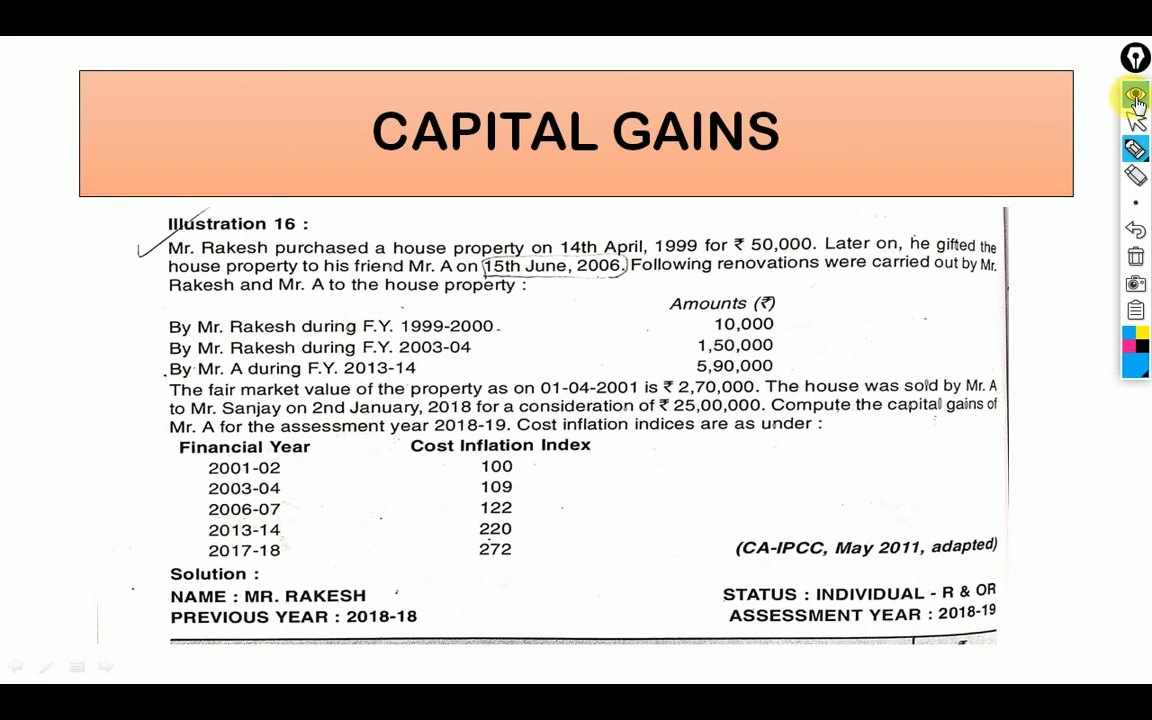 CAPITAL GAINS
Illustration 16 :
Mr. Rakesh purchased a house property on 14th April, 1999 for ₹ 50,000. Later on, he gifted the
house property to his friend Mr. A on 15th June, 2006. Following renovations were carried out by Mr.
Rakesh and Mr. A to the house property :
Amounts (₹)
By Mr. Rakesh during F.Y. 1999-2000 10,000
By Mr. Rakesh during F.Y. 2003-04 1,50,000
By Mr. A during F.Y. 2013-14 5,90,000
The fair market value of the property as on 01-04-2001 is ₹ 2,70,000. The house was sold by Mr. A
to Mr. Sanjay on 2nd January, 2018 for a consideration of ₹ 25,00,000. Compute the capital gains of
Mr. A for the assessment year 2018-19. Cost inflation indices are as under :
Financial Year Cost Inflation Index
2001-02 100
2003-04 109
2006-07 122
2013-14 220
2017-18 272
(CA-IPCC, May 2011, adapted)
Solution :
NAME : MR. RAKESH STATUS : INDIVIDUAL - R & OR
PREVIOUS YEAR : 2018-18 ASSESSMENT YEAR : 2018-19